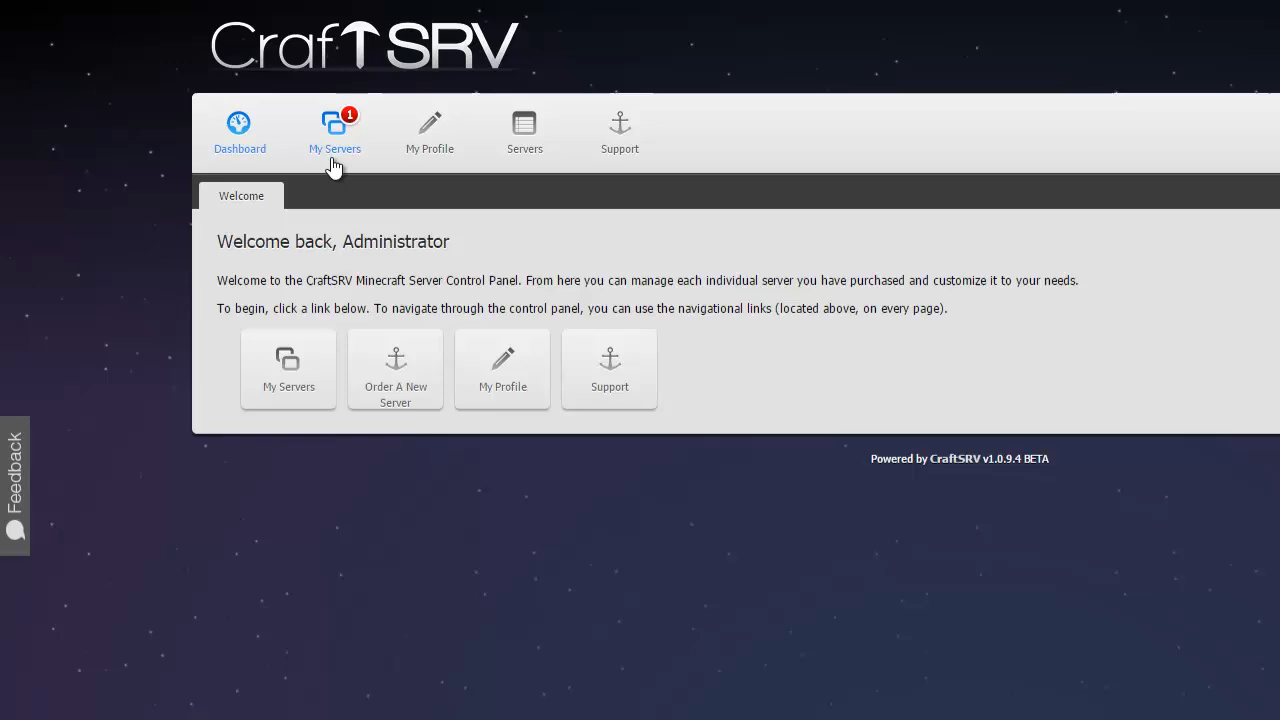 CrafTSRV
1
Dashboard
My Servers
My Profile
Servers
Support
Welcome
Welcome back, Administrator
Welcome to the CraftSRV Minecraft Server Control Panel. From here you can manage each individual server you have purchased and customize it to your needs.
To begin, click a link below. To navigate through the control panel, you can use the navigational links (located above, on every page).
My Servers
Order A New
Server
My Profile
Support
Feedback
Powered by CraftSRV v1.0.9.4 BETA